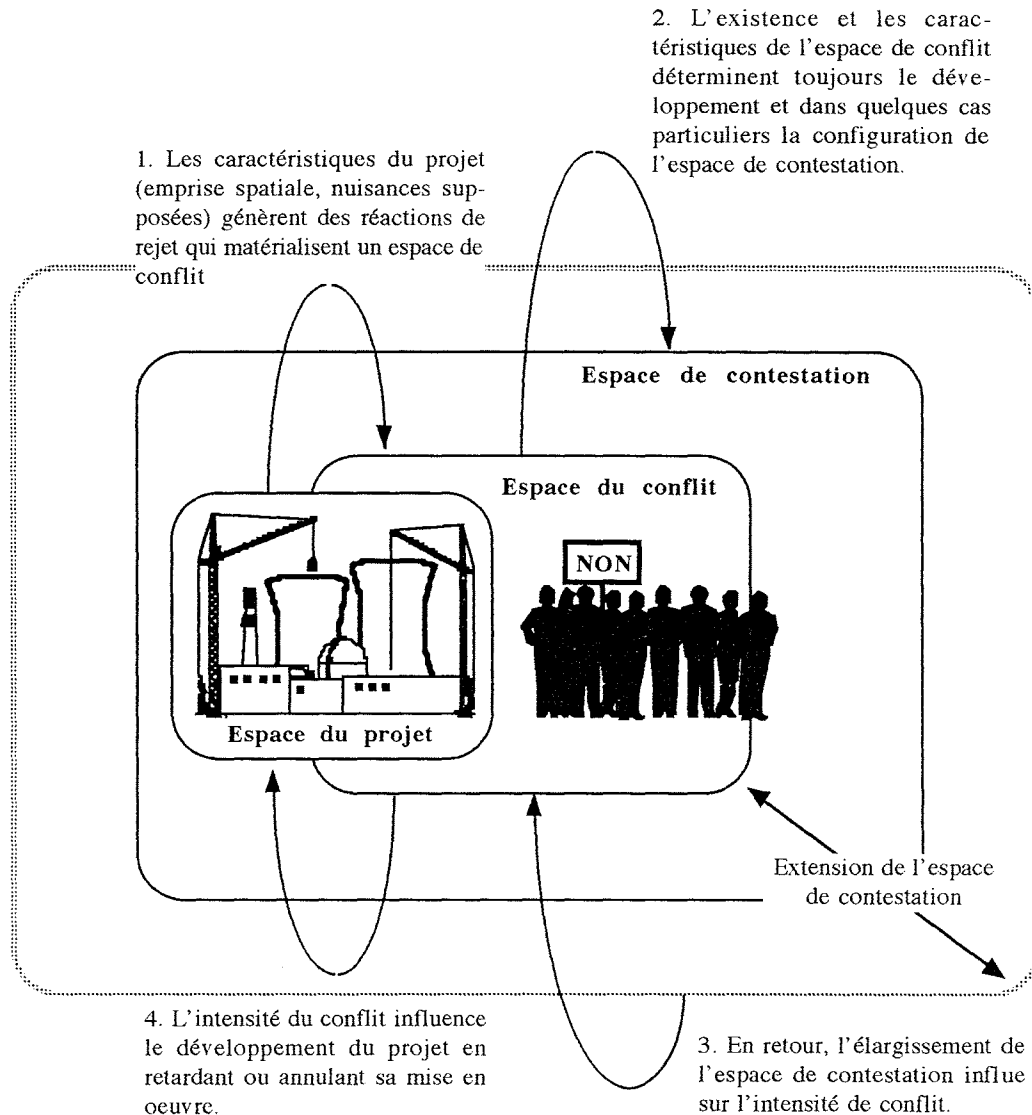 2. L'existence et les carac-
téristiques de l'espace de conflit
déterminent toujours le déve-
loppement et dans quelques cas
particuliers la configuration de
l'espace de contestation.
1. Les caractéristiques du projet
(emprise spatiale, nuisances sup-
posées) génèrent des réactions de
rejet qui matérialisent un espace de
conflit
Espace de contestation
Espace du conflit
NON
Espace du projet
Extension de l'espace
de contestation
4. L'intensité du conflit influence
le développement du projet en
retardant ou annulant sa mise en
oeuvre.
3. En retour, l'élargissement de
l'espace de contestation influe
sur l'intensité de conflit.